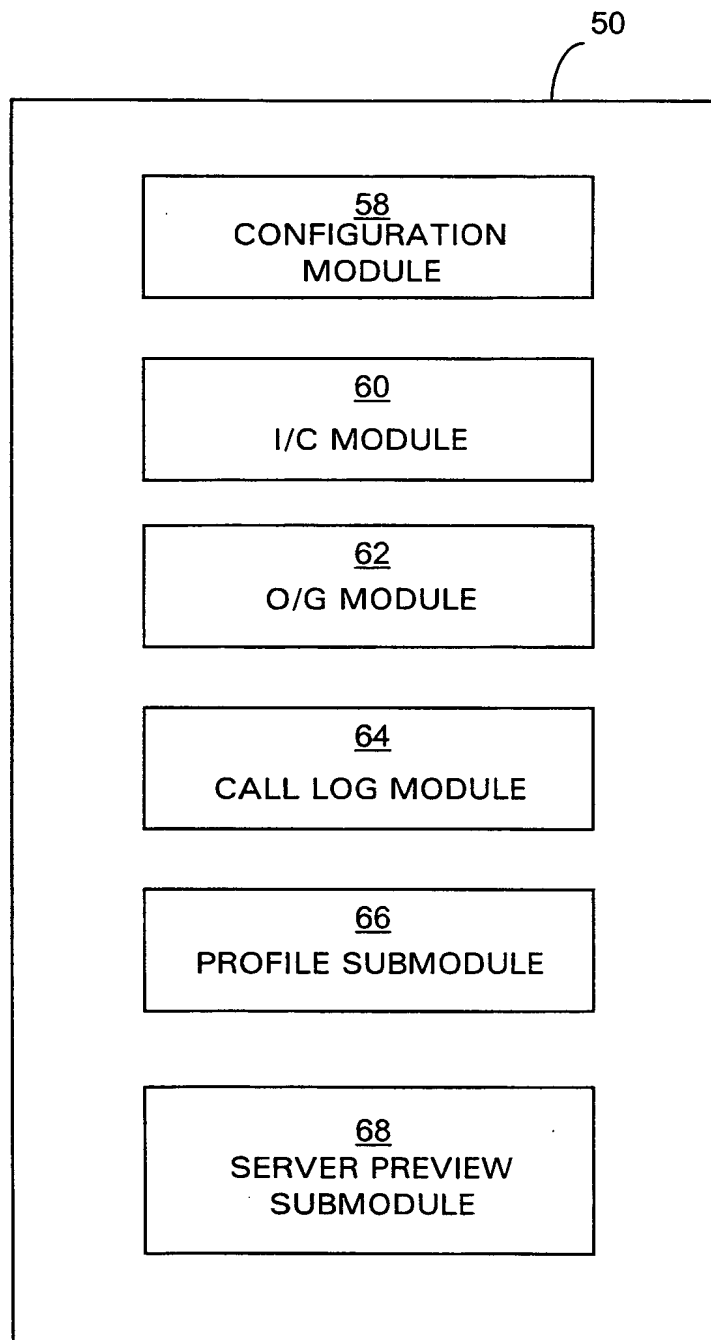 50
58
CONFIGURATION
MODULE
60
I/C MODULE
62
O/G MODULE
64
CALL LOG MODULE
66
PROFILE SUBMODULE
68
SERVER PREVIEW
SUBMODULE